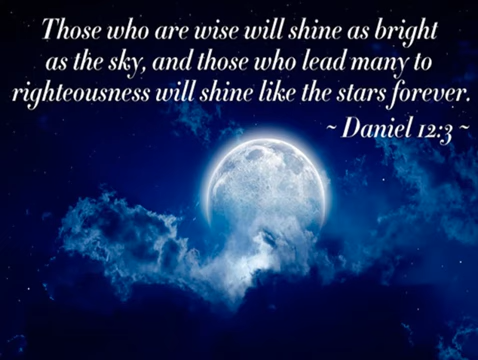 Those who are wise will shine as bright
as the sky, and those who lead many to
righteousness will shine like the stars forever.
~ Daniel 12:3 ~